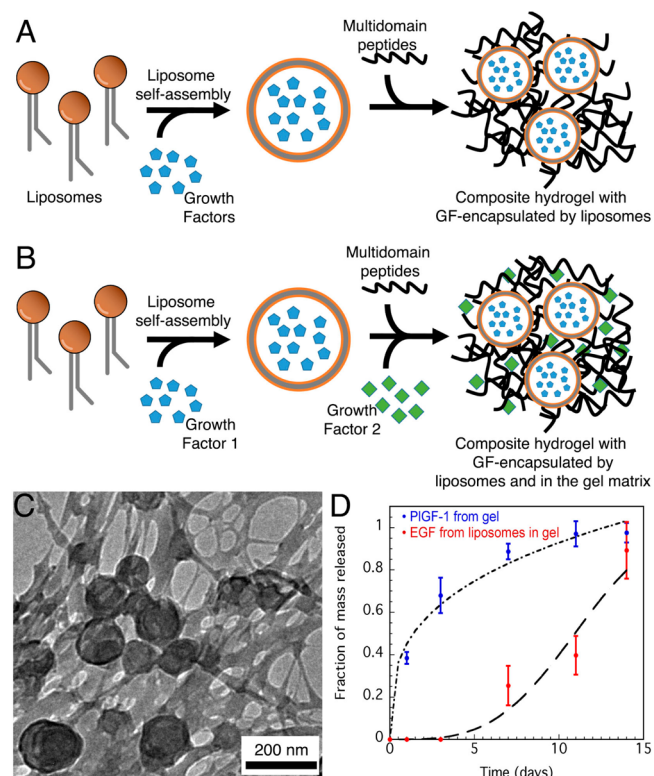 A
Liposomes
Liposome
self-assembly
Growth
Factors
Multidomain
peptides
Composite hydrogel with
GF-encapsulated by liposomes
B
Liposome
self-assembly
Growth
Factor 1
Multidomain
peptides
Growth
Factor 2
Composite hydrogel with
GF-encapsulated by
liposomes and in the gel matrix
C
200 nm
D
PlGF-1 from gel
EGF from liposomes in gel
Fraction of mass released
1
0.8
0.6
0.4
0.2
0
0 5 10 15
Time (days)